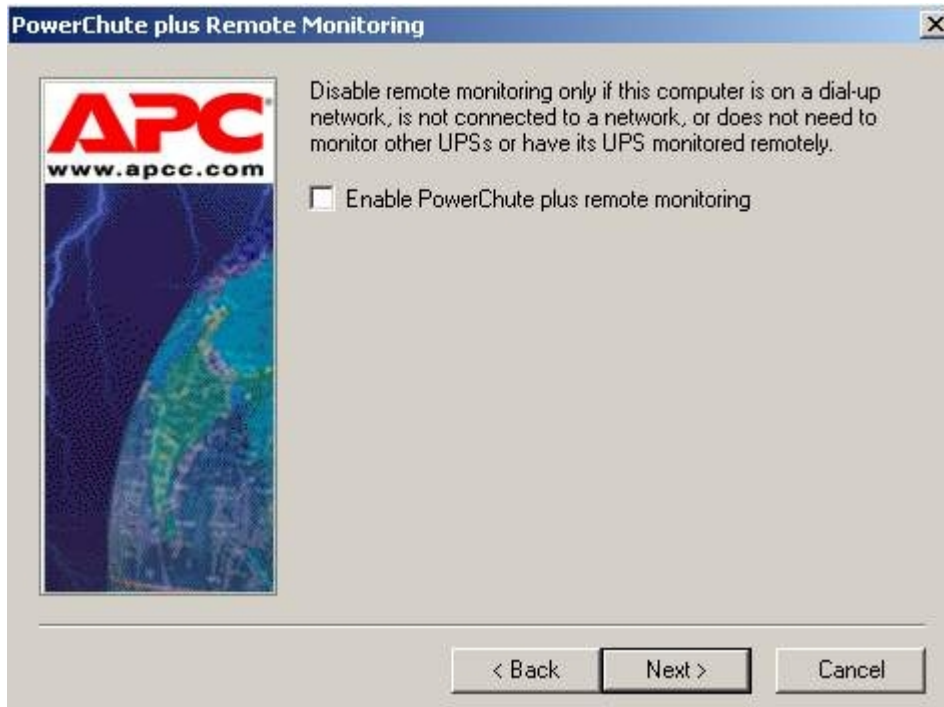 PowerChute plus Remote Monitoring
APC
www.apcc.com
Disable remote monitoring only if this computer is on a dial-up
network, is not connected to a network, or does not need to
monitor other UPSs or have its UPS monitored remotely.
Enable PowerChute plus remote monitoring
< Back
Next >
Cancel